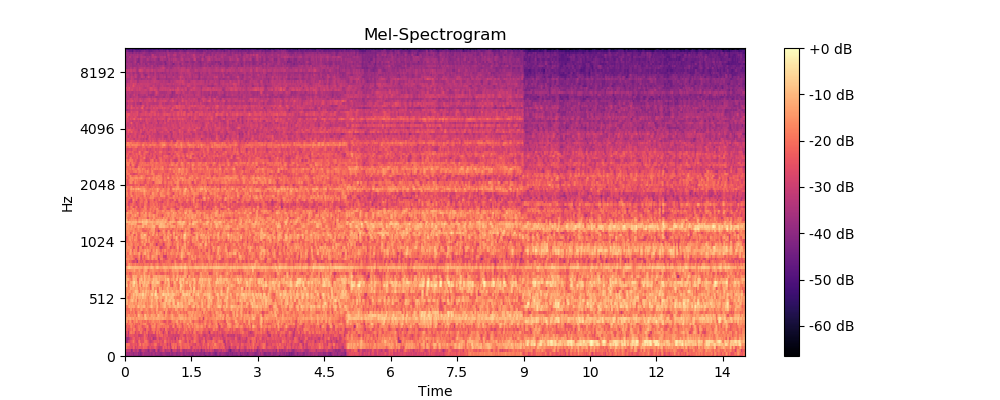 Mel-Spectrogram
Hz
8192
4096
2048
1024
512
0
0 1.5 3 4.5 6 7.5 9 10 12 14
Time
+0 dB
-10 dB
-20 dB
-30 dB
-40 dB
-50 dB
-60 dB